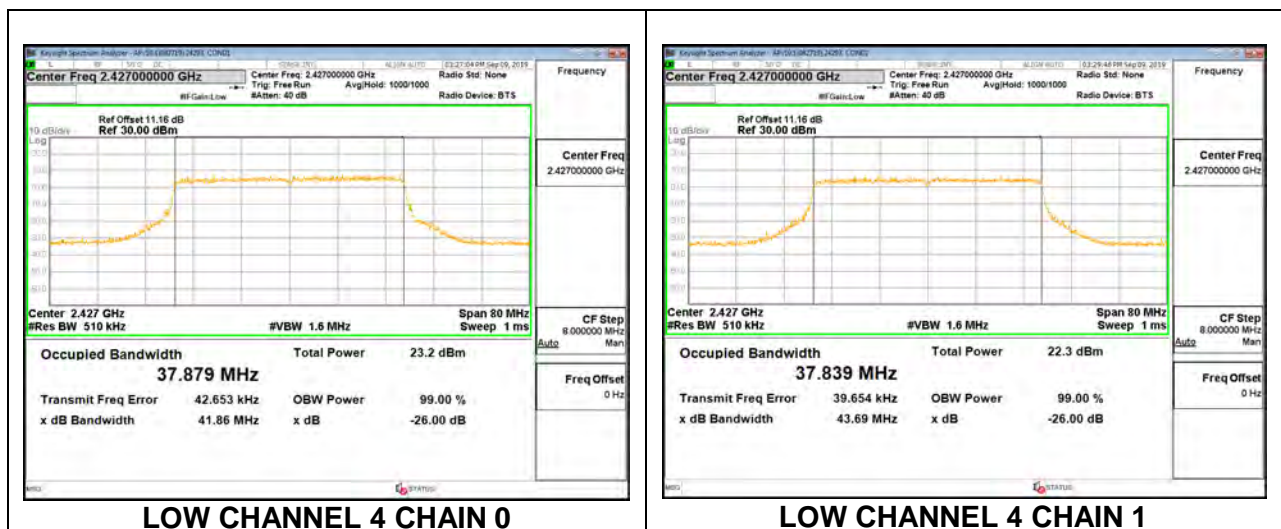 Center Freq 2.427000000 GHz
Center Freq: 2.427000000 GHz
Radio Std: None
Frequency
Trig: Free Run
Avg|Hold: 1000/1000
#IFGain:Low
#Atten: 40 dB
Radio Device: BTS
Ref Offset 11.16 dB
10 dB/div
Ref 30.00 dBm
Log
Center Freq
2.427000000 GHz
Center 2.427 GHz
Span 80 MHz
#Res BW 510 kHz
#VBW 1.6 MHz
Sweep 1 ms
CF Step
8.000000 MHz
Auto Man
Occupied Bandwidth
Total Power 23.2 dBm
37.879 MHz
Freq Offset
0 Hz
Transmit Freq Error 42.653 kHz OBW Power 99.00 %
x dB Bandwidth 41.86 MHz x dB -26.00 dB
MSG
STATUS
LOW CHANNEL 4 CHAIN 0
Center Freq 2.427000000 GHz
Center Freq: 2.427000000 GHz
Radio Std: None
Frequency
Trig: Free Run
Avg|Hold: 1000/1000
#IFGain:Low
#Atten: 40 dB
Radio Device: BTS
Ref Offset 11.16 dB
10 dB/div
Ref 30.00 dBm
Log
Center Freq
2.427000000 GHz
Center 2.427 GHz
Span 80 MHz
#Res BW 510 kHz
#VBW 1.6 MHz
Sweep 1 ms
CF Step
8.000000 MHz
Auto Man
Occupied Bandwidth
Total Power 22.3 dBm
37.839 MHz
Freq Offset
0 Hz
Transmit Freq Error 39.654 kHz OBW Power 99.00 %
x dB Bandwidth 43.69 MHz x dB -26.00 dB
MSG
STATUS
LOW CHANNEL 4 CHAIN 1